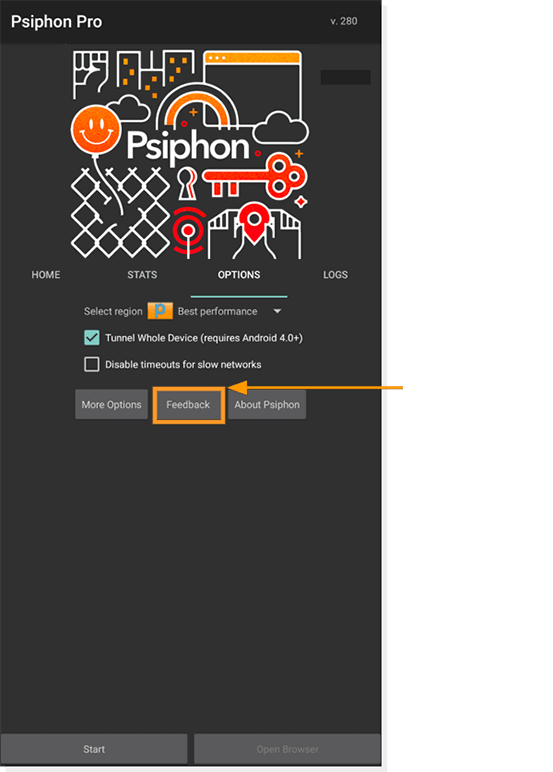 Psiphon Pro
v. 280
Psiphon
HOME STATS OPTIONS LOGS
Select region Best performance
Tunnel Whole Device (requires Android 4.0+)
Disable timeouts for slow networks
More Options Feedback About Psiphon
Start Open Browser